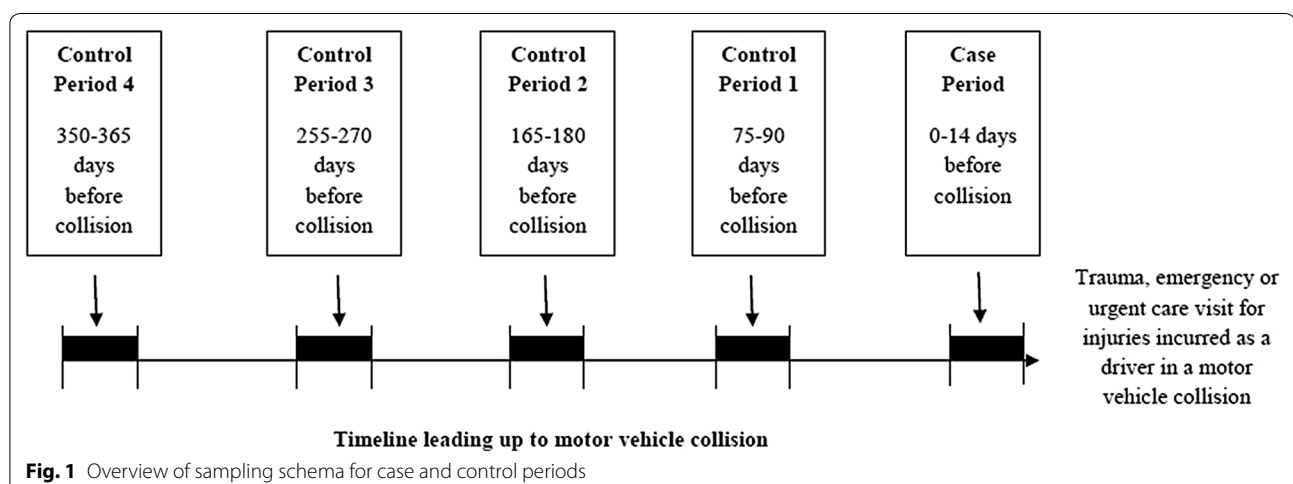 Control
Period 4
350-365
days
before
collision
Control
Period 3
255-270
days
before
collision
Control
Period 2
165-180
days
before
collision
Control
Period 1
75-90
days
before
collision
Case
Period
0-14 days
before
collision
Trauma, emergency or
urgent care visit for
injuries incurred as a
driver in a motor
vehicle collision
Timeline leading up to motor vehicle collision
Fig. 1 Overview of sampling schema for case and control periods